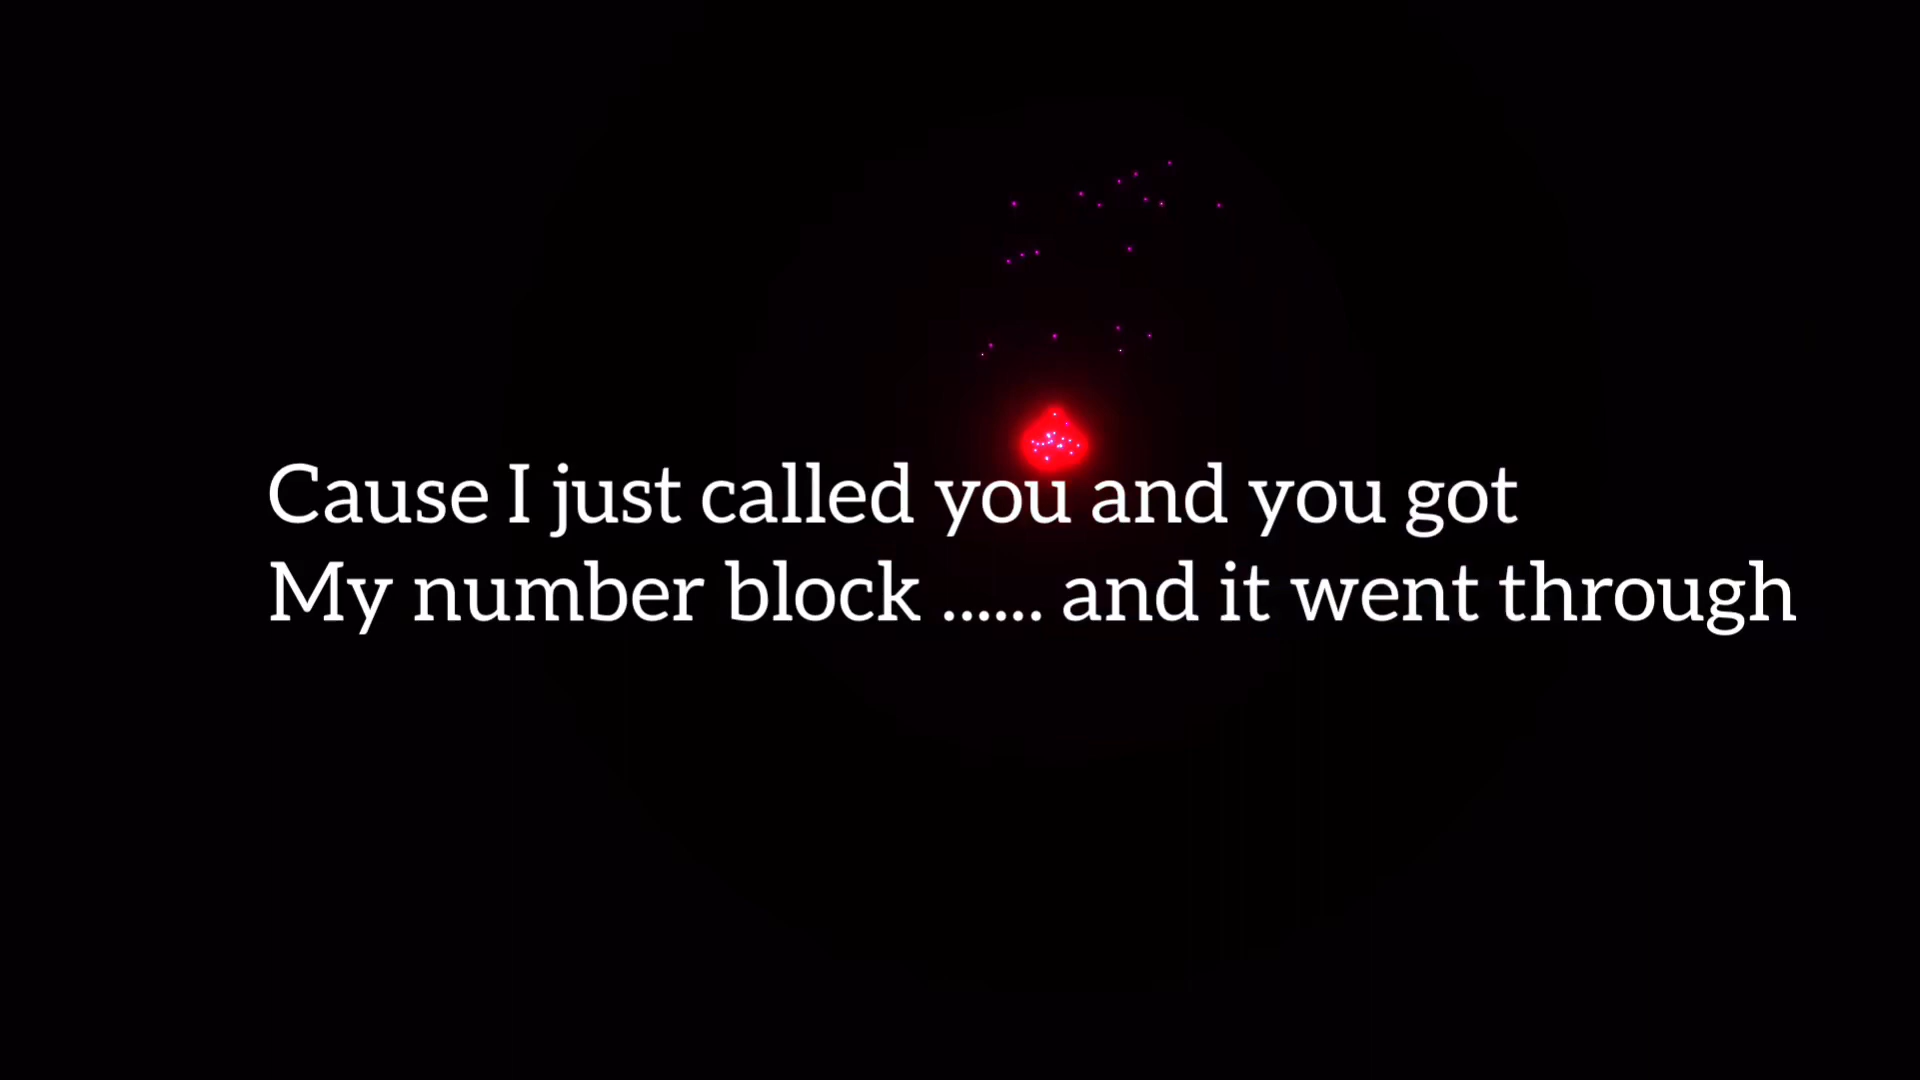 Cause I just called you and you got
My number block ...... and it went through